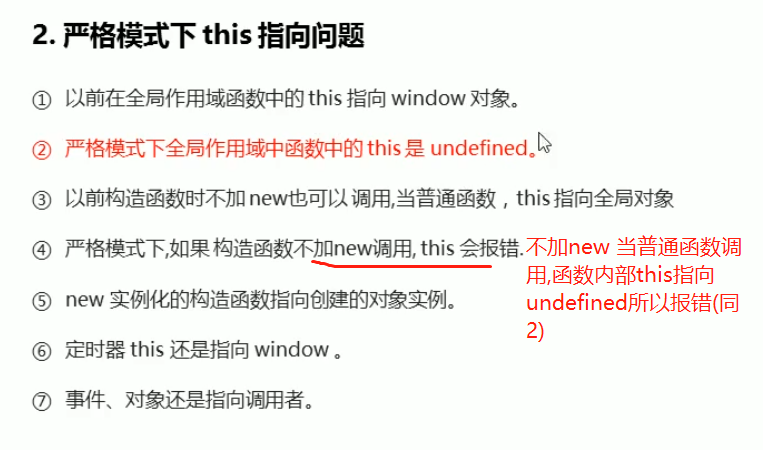 2. 严格模式下 this 指向问题
① 以前在全局作用域函数中的 this 指向 window 对象。
② 严格模式下全局作用域中函数中的 this 是 undefined。
③ 以前构造函数时不加 new也可以 调用,当普通函数，this 指向全局对象
④ 严格模式下,如果 构造函数不加new调用, this 会报错.
不加new 当普通函数调
用,函数内部this指向
undefined所以报错(同
2)
⑤ new 实例化的构造函数指向创建的对象实例。
⑥ 定时器 this 还是指向 window 。
⑦ 事件、对象还是指向调用者。